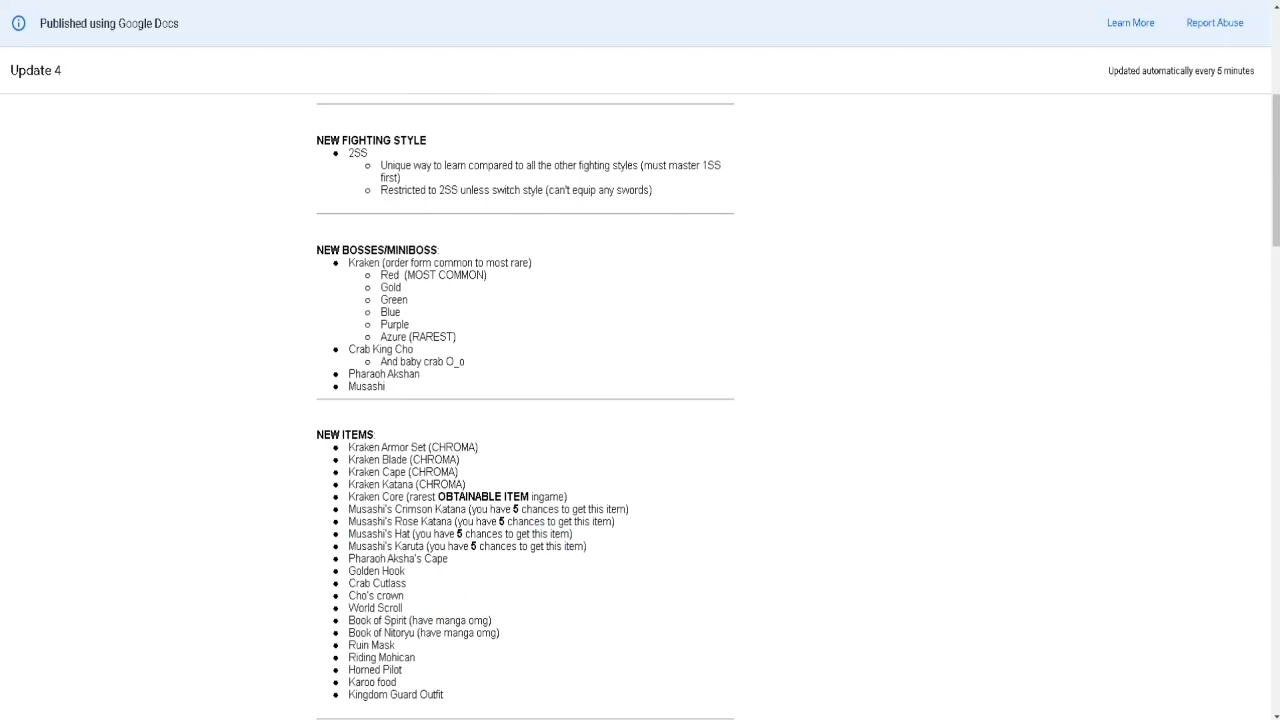 Published using Google Docs
Learn More
Report Abuse
Update 4
Updated automatically every 5 minutes
NEW FIGHTING STYLE
2SS
Unique way to learn compared to all the other fighting styles (must master 1SS
first)
Restricted to 2SS unless switch style (can't equip any swords)
NEW BOSSES/MINIBOSS:
Kraken (order form common to most rare)
Red (MOST COMMON)
Gold
Green
Blue
Purple
Azure (RAREST)
Crab King Cho
And baby crab O_o
Pharaoh Akshan
Musashi
NEW ITEMS:
Kraken Armor Set (CHROMA)
Kraken Blade (CHROMA)
Kraken Cape (CHROMA)
Kraken Katana (CHROMA)
Kraken Core (rarest OBTAINABLE ITEM ingame)
Musashi's Crimson Katana (you have 5 chances to get this item)
Musashi's Rose Katana (you have 5 chances to get this item)
Musashi's Hat (you have 5 chances to get this item)
Musashi's Karuta (you have 5 chances to get this item)
Pharaoh Aksha's Cape
Golden Hook
Crab Cutlass
Cho's crown
World Scroll
Book of Spirit (have manga omg)
Book of Nitoryu (have manga omg)
Ruin Mask
Riding Mohican
Horned Pilot
Karoo food
Kingdom Guard Outfit